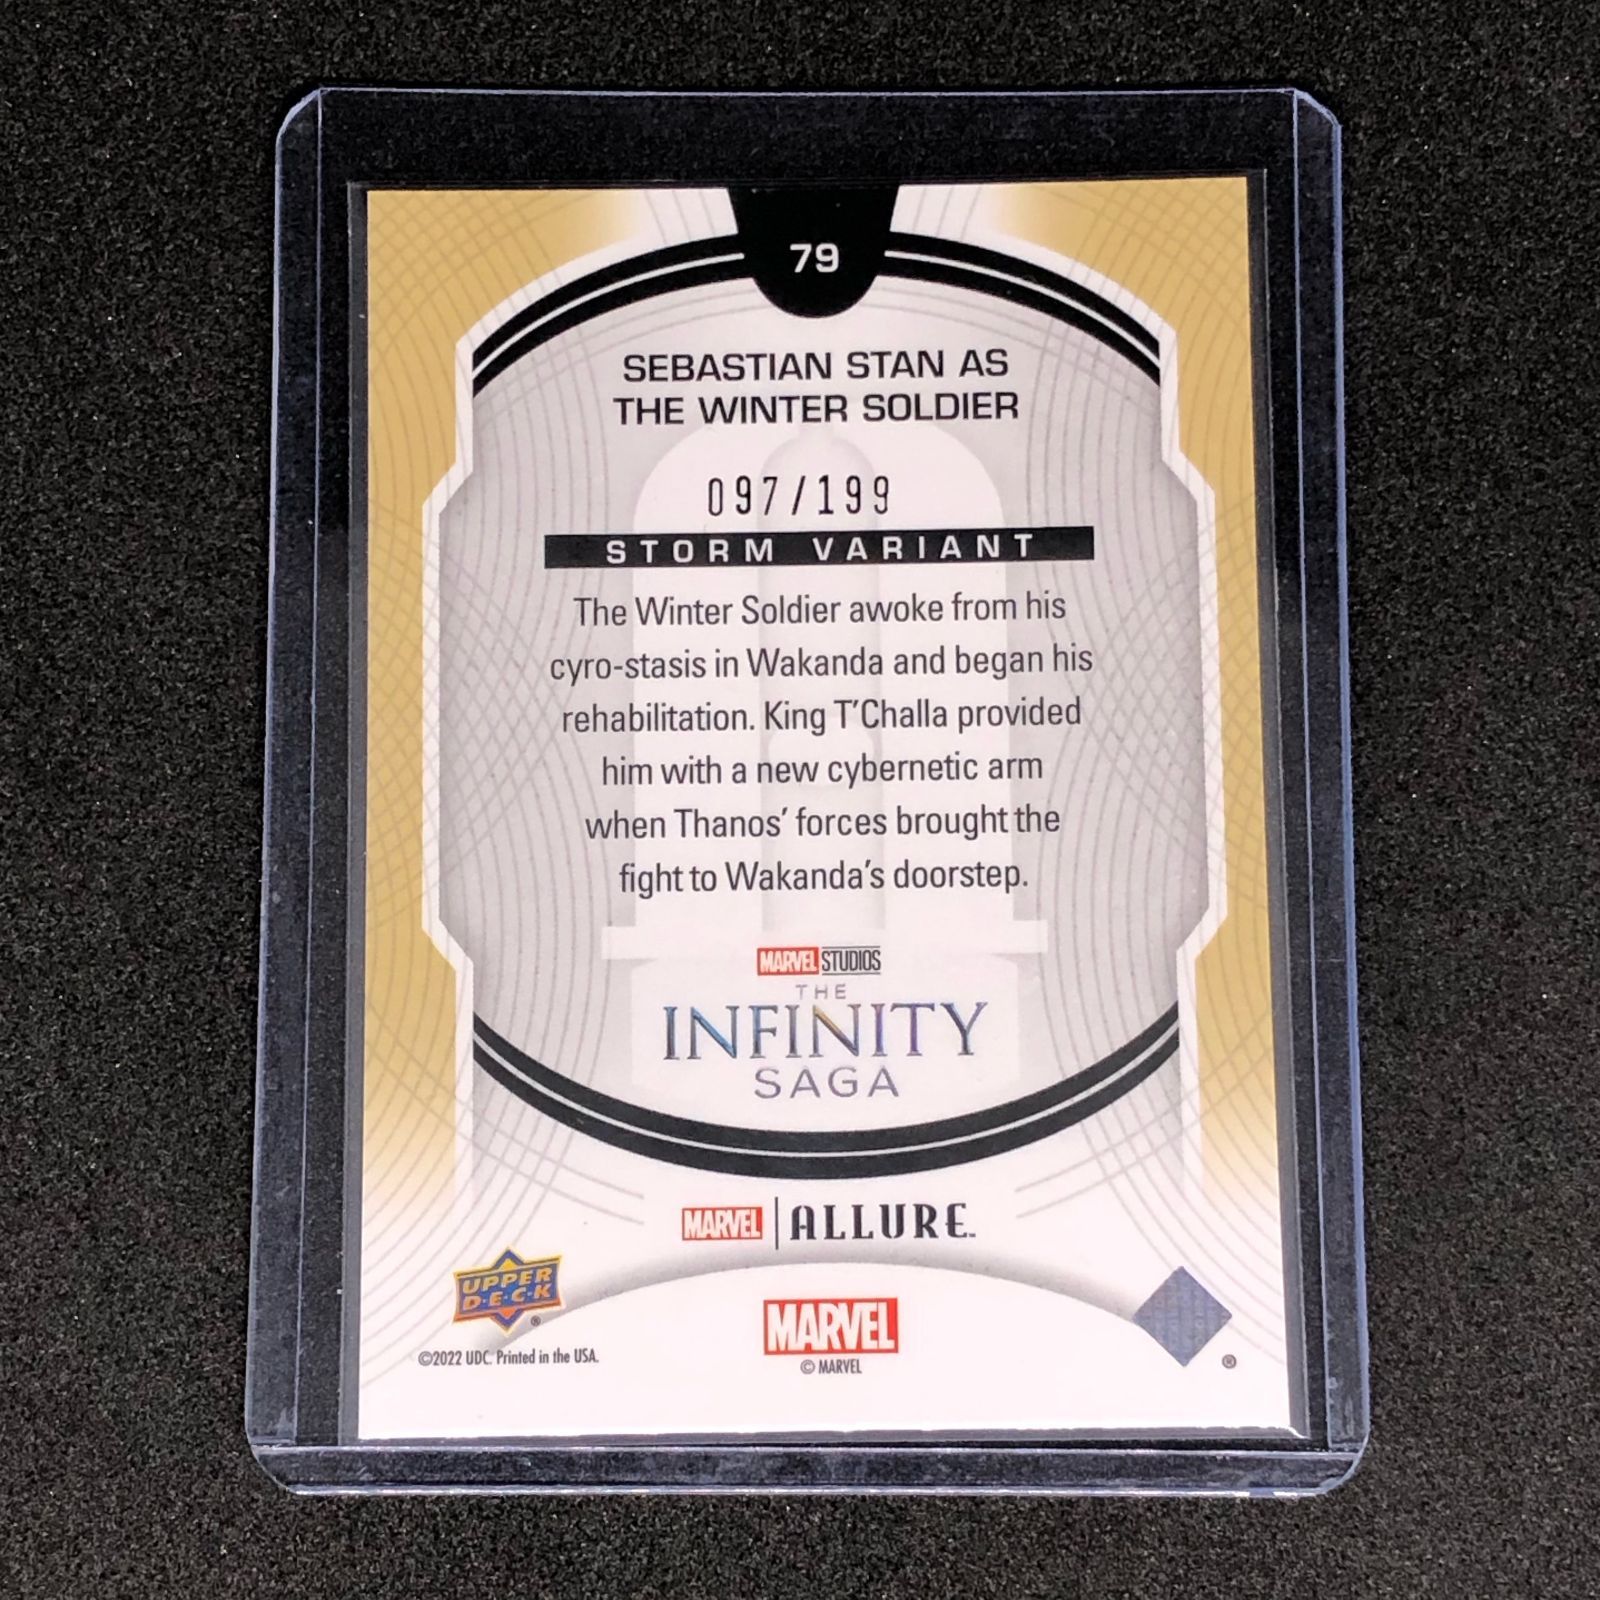 79
SEBASTIAN STAN AS
THE WINTER SOLDIER
097/199
STORM VARIANT
The Winter Soldier awoke from his
cyro-stasis in Wakanda and began his
rehabilitation. King T'Challa provided
him with a new cybernetic arm
when Thanos' forces brought the
fight to Wakanda's doorstep.
MARVEL STUDIOS
THE
INFINITY
SAGA
MARVEL | ALLURE™
UPPER
D·E·C·K
®
©2022 UDC. Printed in the USA.
MARVEL
© MARVEL
®